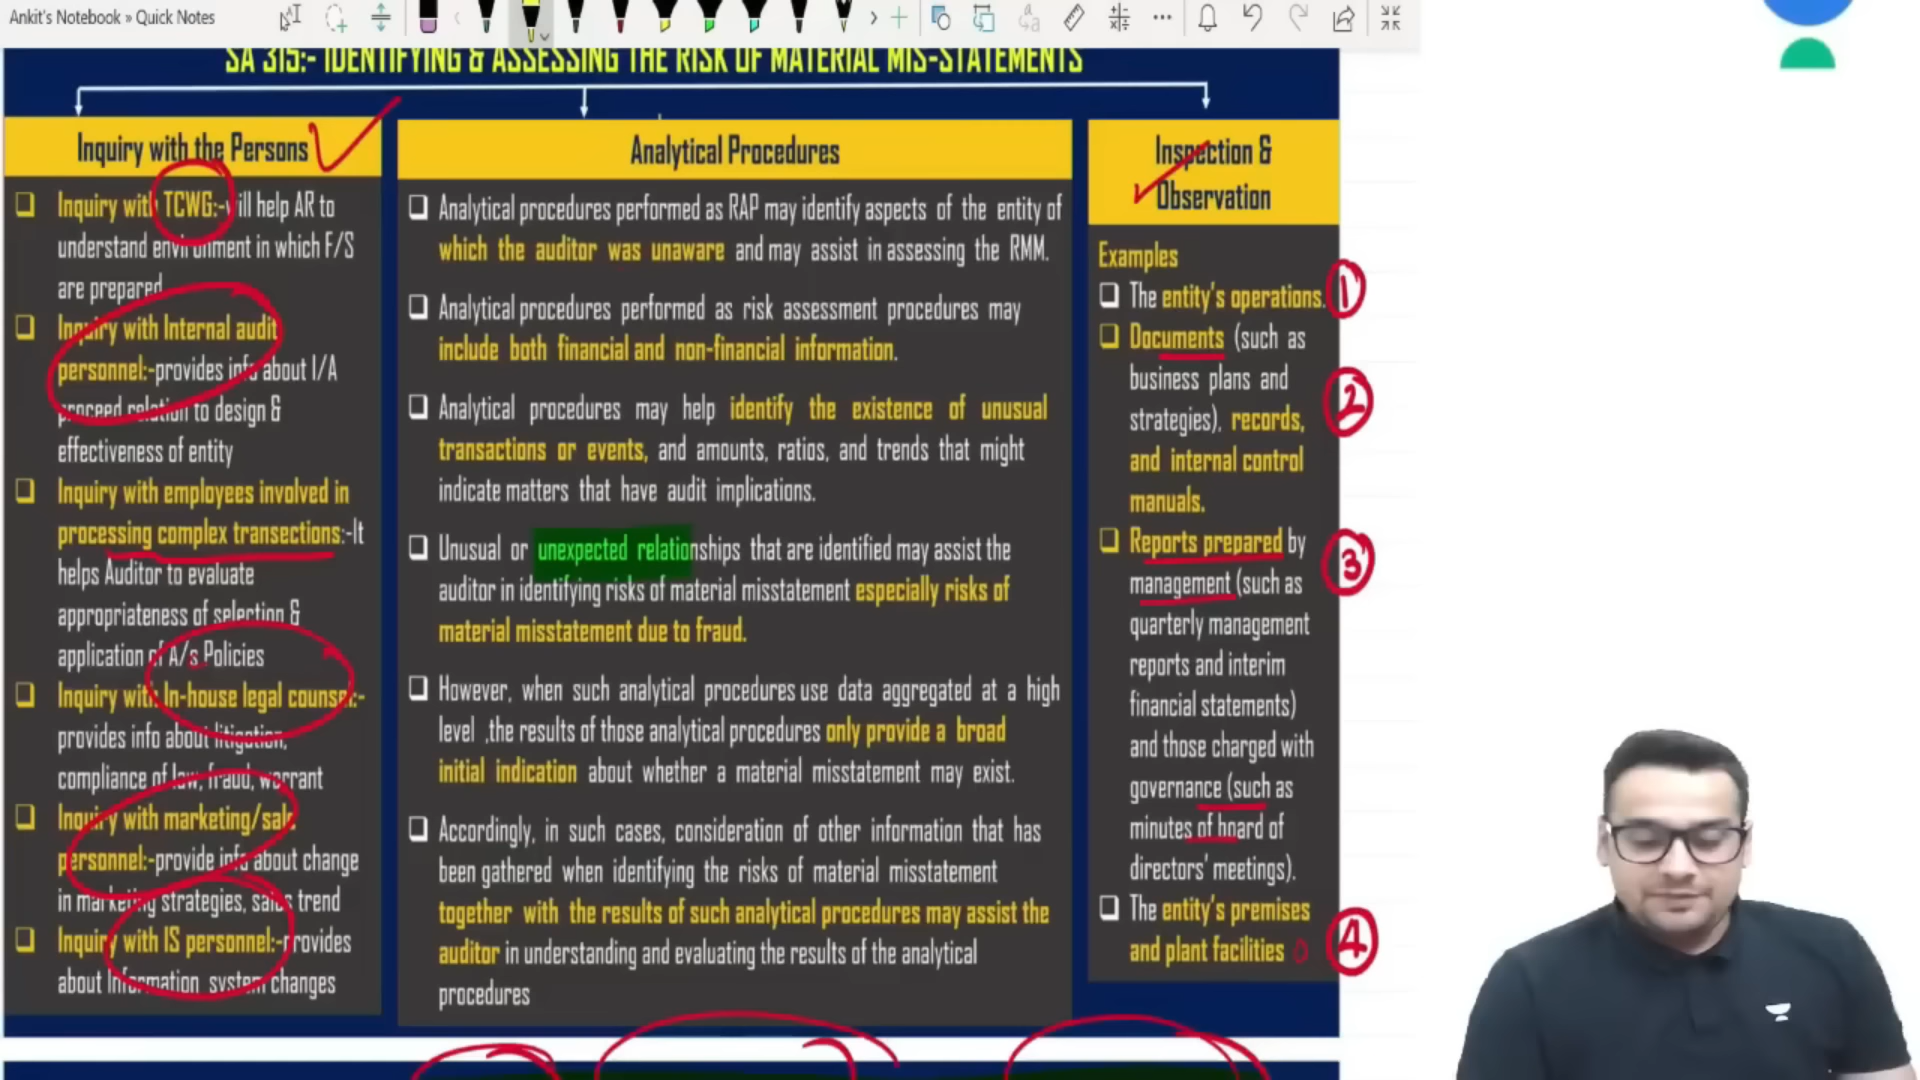 Ankit's Notebook » Quick Notes
SA 315:- IDENTIFYING & ASSESSING THE RISK OF MATERIAL MIS-STATEMENTS
Inquiry with the Persons
Inquiry with TCWG:-will help AR to
understand environment in which F/S
are prepared
Inquiry with Internal audit
personnel:-provides info about I/A
proceed relation to design &
effectiveness of entity
Inquiry with employees involved in
processing complex transections:-It
helps Auditor to evaluate
appropriateness of selection &
application of A/s Policies
Inquiry with In-house legal counsel:-
provides info about litigation,
compliance of law, fraud, warrant
Inquiry with marketing/sale
personnel:-provide info about change
in marketing strategies, sales trend
Inquiry with IS personnel:-provides
about Information system changes
Analytical Procedures
Analytical procedures performed as RAP may identify aspects of the entity of
which the auditor was unaware and may assist in assessing the RMM.
Analytical procedures performed as risk assessment procedures may
include both financial and non-financial information.
Analytical procedures may help identify the existence of unusual
transactions or events, and amounts, ratios, and trends that might
indicate matters that have audit implications.
Unusual or unexpected relationships that are identified may assist the
auditor in identifying risks of material misstatement especially risks of
material misstatement due to fraud.
However, when such analytical procedures use data aggregated at a high
level ,the results of those analytical procedures only provide a broad
initial indication about whether a material misstatement may exist.
Accordingly, in such cases, consideration of other information that has
been gathered when identifying the risks of material misstatement
together with the results of such analytical procedures may assist the
auditor in understanding and evaluating the results of the analytical
procedures
Inspection &
Observation
Examples
The entity's operations. 1
Documents (such as
business plans and
strategies), records, 2
and internal control
manuals.
Reports prepared by 3
management (such as
quarterly management
reports and interim
financial statements)
and those charged with
governance (such as
minutes of board of
directors' meetings).
The entity's premises
and plant facilities 4